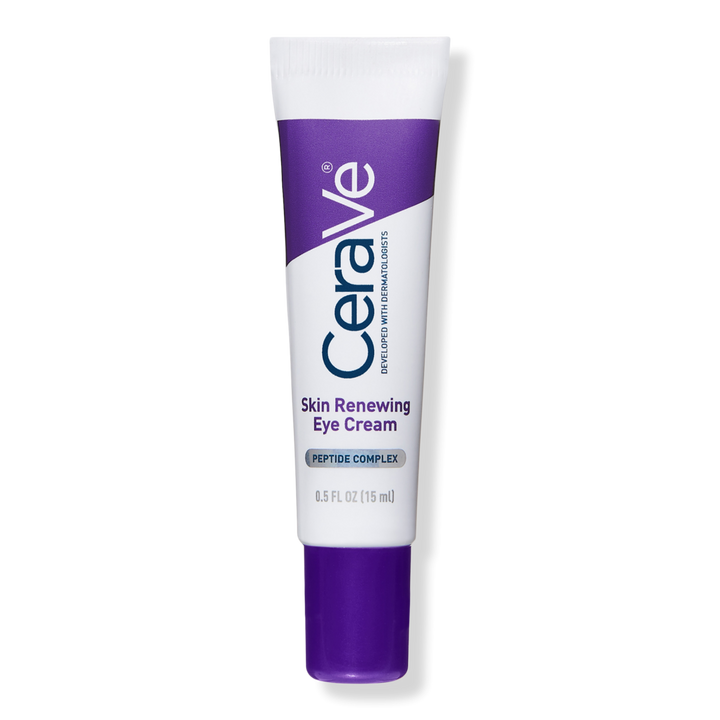 CeraVe®
DEVELOPED WITH DERMATOLOGISTS
Skin Renewing
Eye Cream
PEPTIDE COMPLEX
0.5 FL OZ (15 ml)